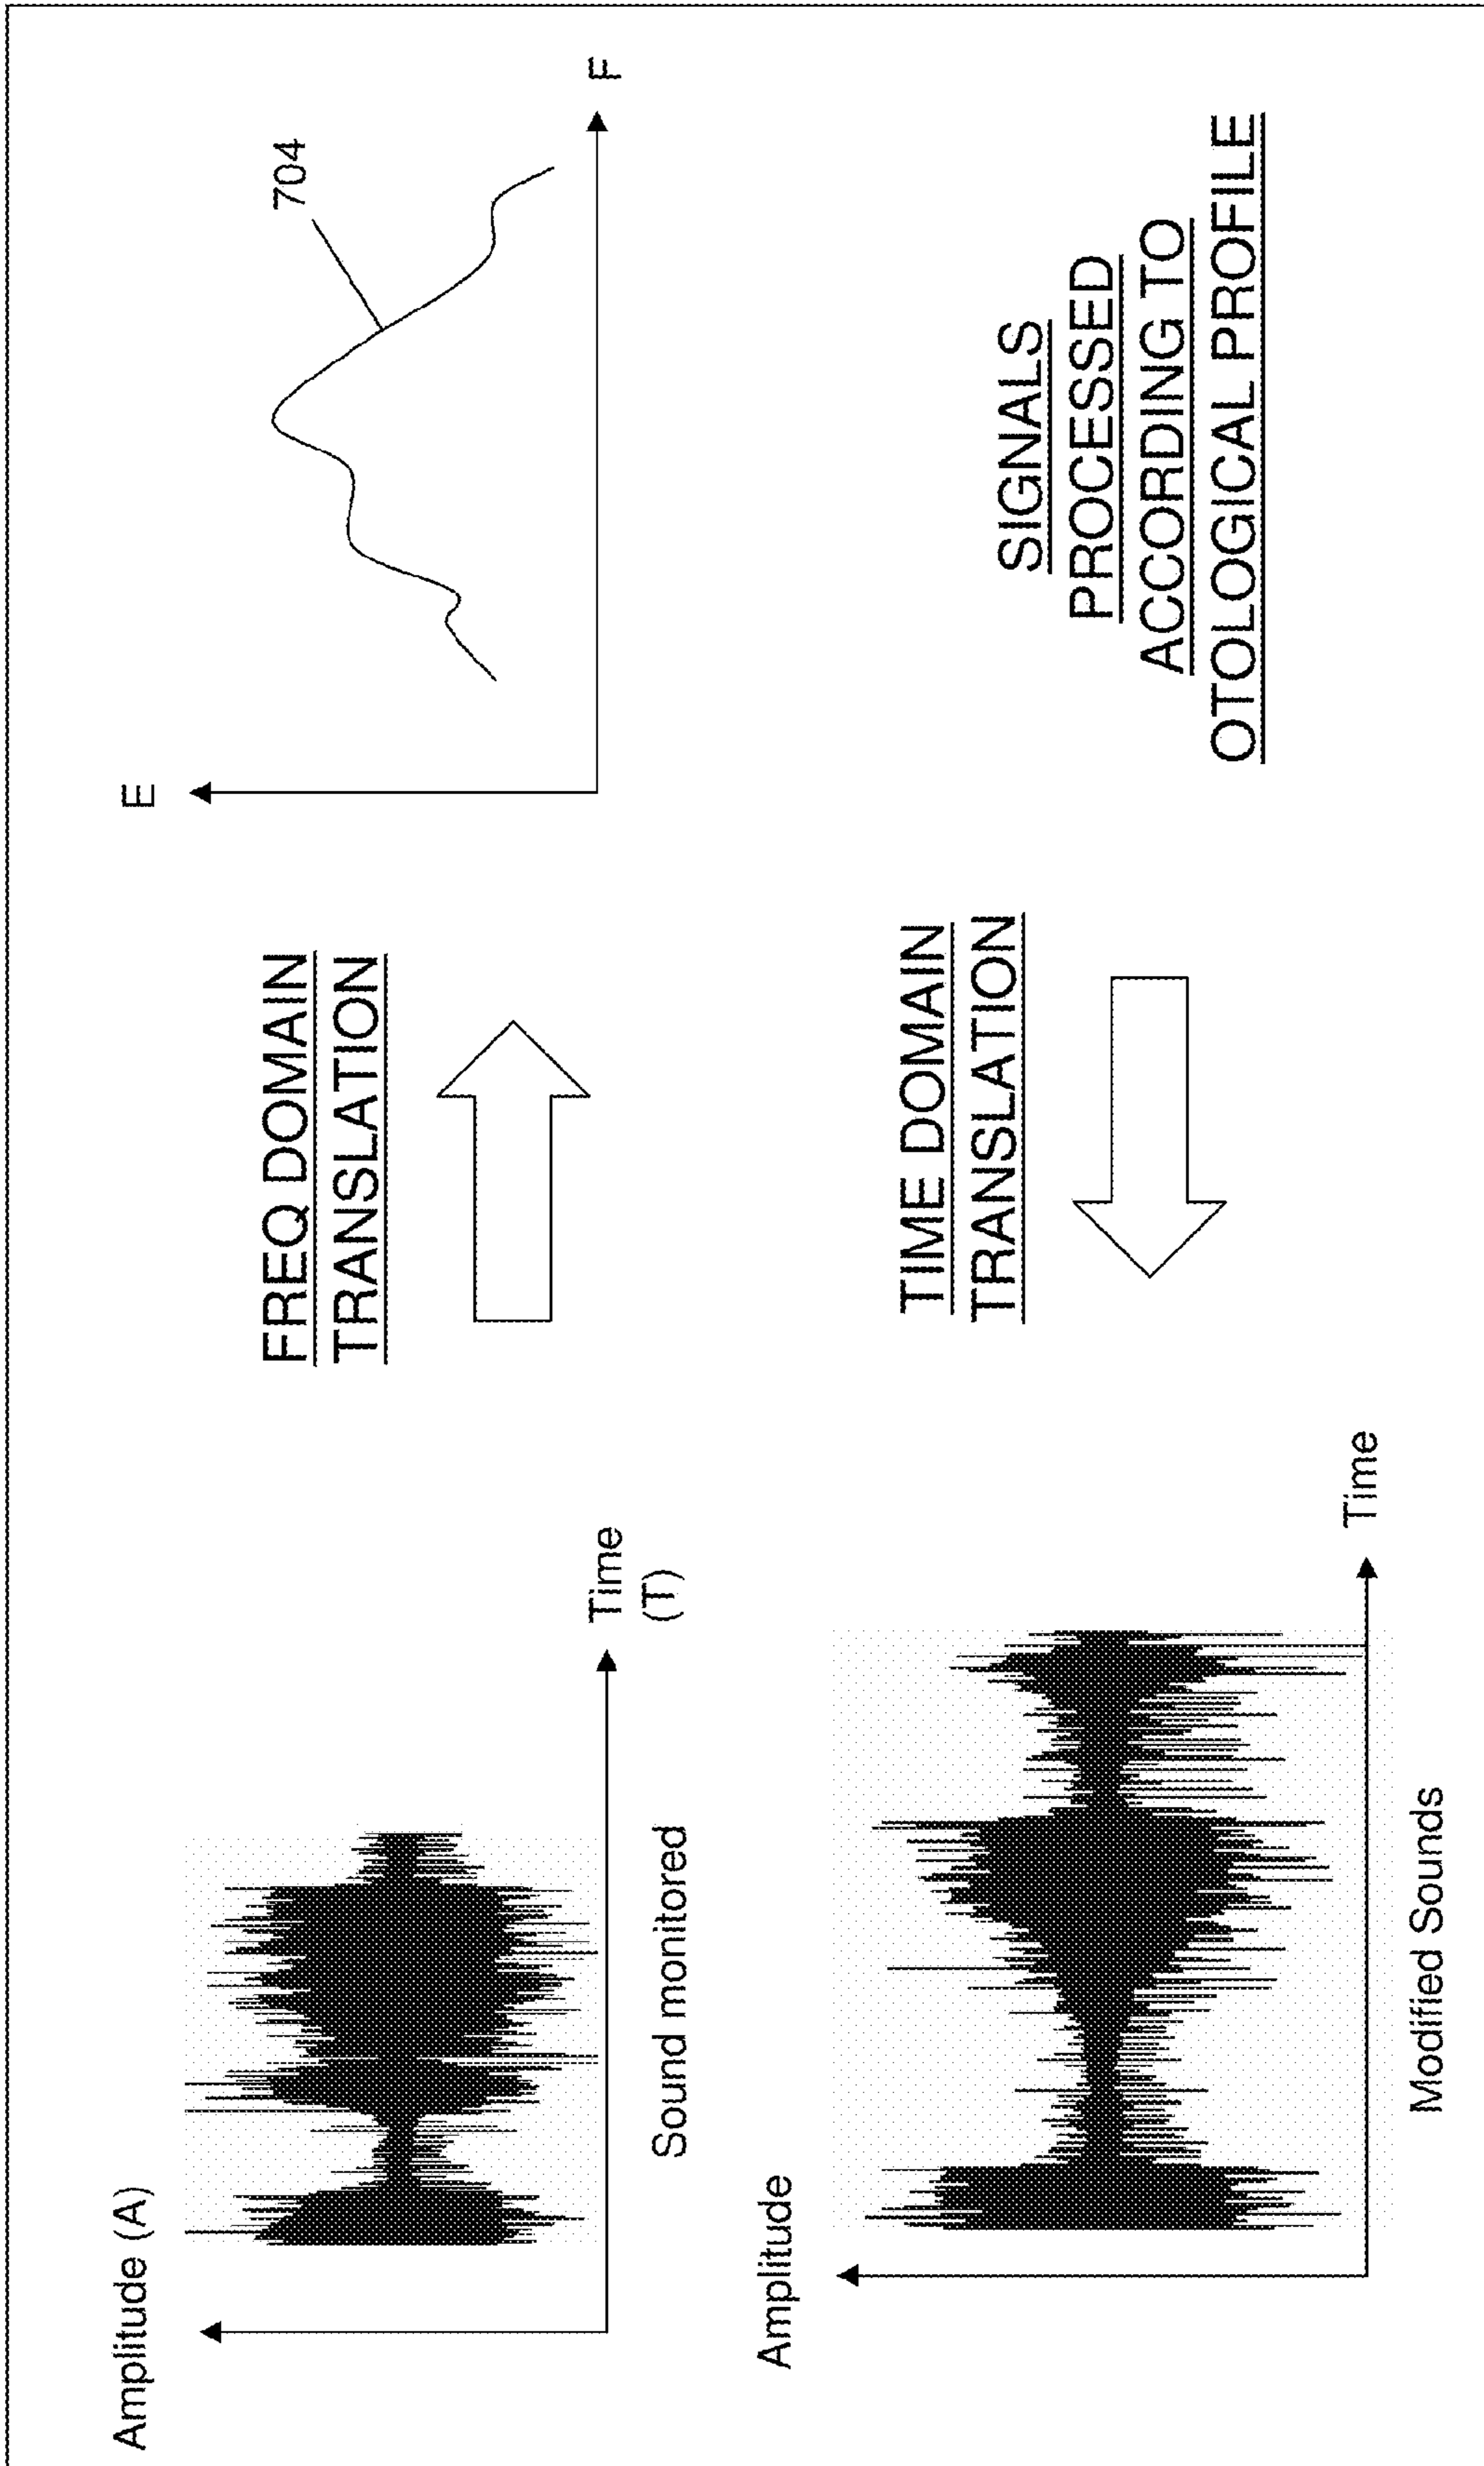 Amplitude (A)
Time
(T)
Sound monitored
FREQ DOMAIN
TRANSLATION
E
704
F
Amplitude
Time
Modified Sounds
TIME DOMAIN
TRANSLATION
SIGNALS
PROCESSED
ACCORDING TO
OTOLOGICAL PROFILE